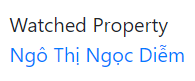 Watched Property
Ngô Thị Ngọc Diễm